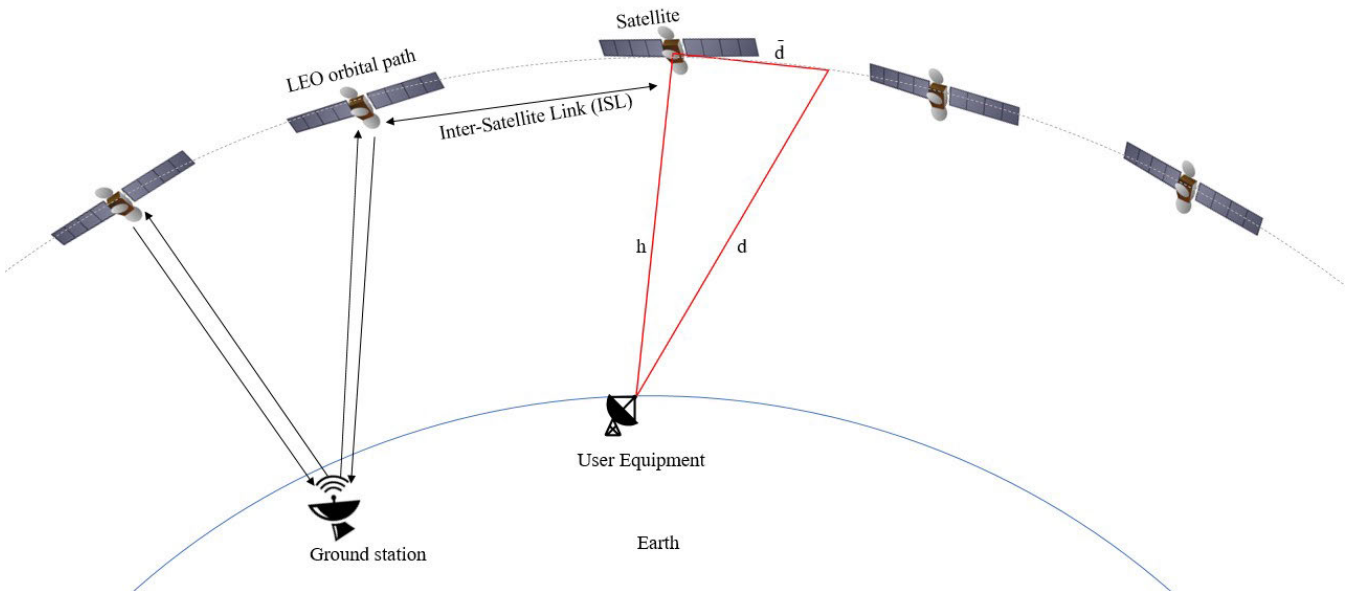 Satellite
d̄
LEO orbital path
Inter-Satellite Link (ISL)
h
d
User Equipment
Ground station
Earth